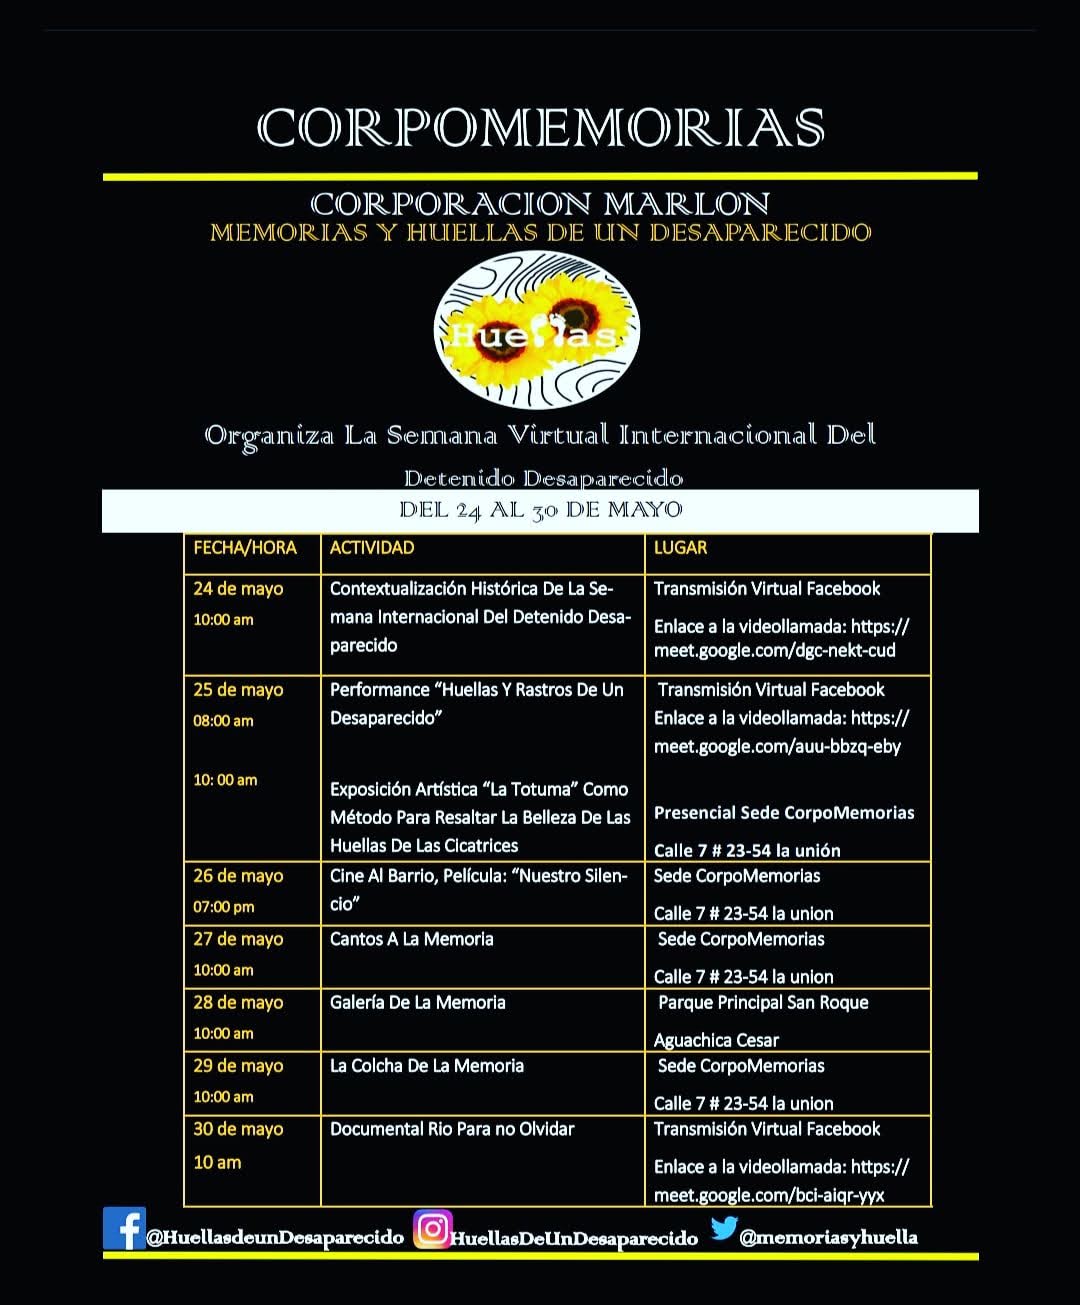 CORPOMEMORIAS
CORPORACION MARLON
MEMORIAS Y HUELLAS DE UN DESAPARECIDO
Huellas
Organiza La Semana Virtual Internacional Del
Detenido Desaparecido
DEL 24 AL 30 DE MAYO
FECHA/HORA
ACTIVIDAD
LUGAR
24 de mayo
10:00 am
Contextualización Histórica De La Se-
mana Internacional Del Detenido Desa-
parecido
Transmisión Virtual Facebook
Enlace a la videollamada: https://
meet.google.com/dgc-nekt-cud
25 de mayo
08:00 am
Performance “Huellas Y Rastros De Un
Desaparecido”
Transmisión Virtual Facebook
Enlace a la videollamada: https://
meet.google.com/auu-bbzq-eby
10: 00 am
Exposición Artística “La Totuma” Como
Método Para Resaltar La Belleza De Las
Huellas De Las Cicatrices
Presencial Sede CorpoMemorias
Calle 7 # 23-54 la unión
26 de mayo
07:00 pm
Cine Al Barrio, Película: “Nuestro Silen-
cio”
Sede CorpoMemorias
Calle 7 # 23-54 la union
27 de mayo
10:00 am
Cantos A La Memoria
Sede CorpoMemorias
Calle 7 # 23-54 la union
28 de mayo
10:00 am
Galería De La Memoria
Parque Principal San Roque
Aguachica Cesar
29 de mayo
10:00 am
La Colcha De La Memoria
Sede CorpoMemorias
Calle 7 # 23-54 la union
30 de mayo
10 am
Documental Rio Para no Olvidar
Transmisión Virtual Facebook
Enlace a la videollamada: https://
meet.google.com/bci-aiqr-yyx
@HuellasdeunDesaparecido HuellasDeUnDesaparecido @memoriasyhuella